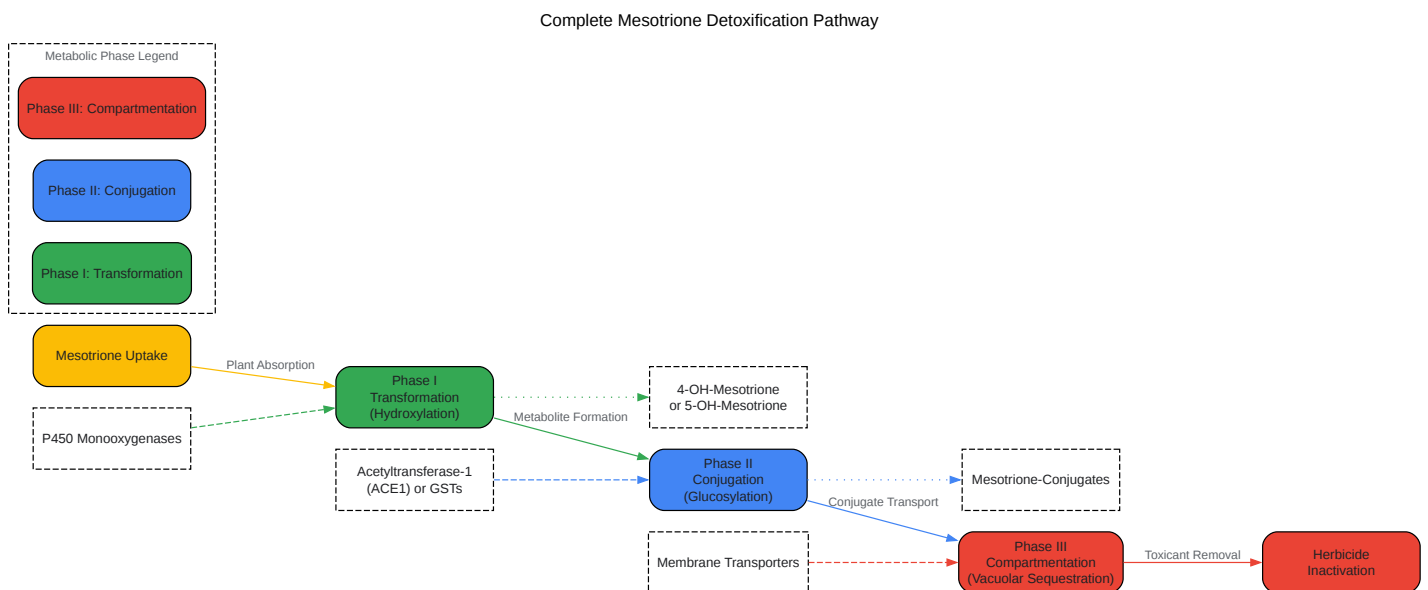 Complete Mesotrione Detoxification Pathway
Metabolic Phase Legend
Phase III: Compartmentation
Phase II: Conjugation
Phase I: Transformation
Mesotrione Uptake
Plant Absorption
P450 Monooxygenases
Phase I
Transformation
(Hydroxylation)
4-OH-Mesotrione
or 5-OH-Mesotrione
Metabolite Formation
Acetyltransferase-1
(ACE1) or GSTs
Phase II
Conjugation
(Glucosylation)
Mesotrione-Conjugates
Conjugate Transport
Membrane Transporters
Phase III
Compartmentation
(Vacuolar Sequestration)
Toxicant Removal
Herbicide
Inactivation